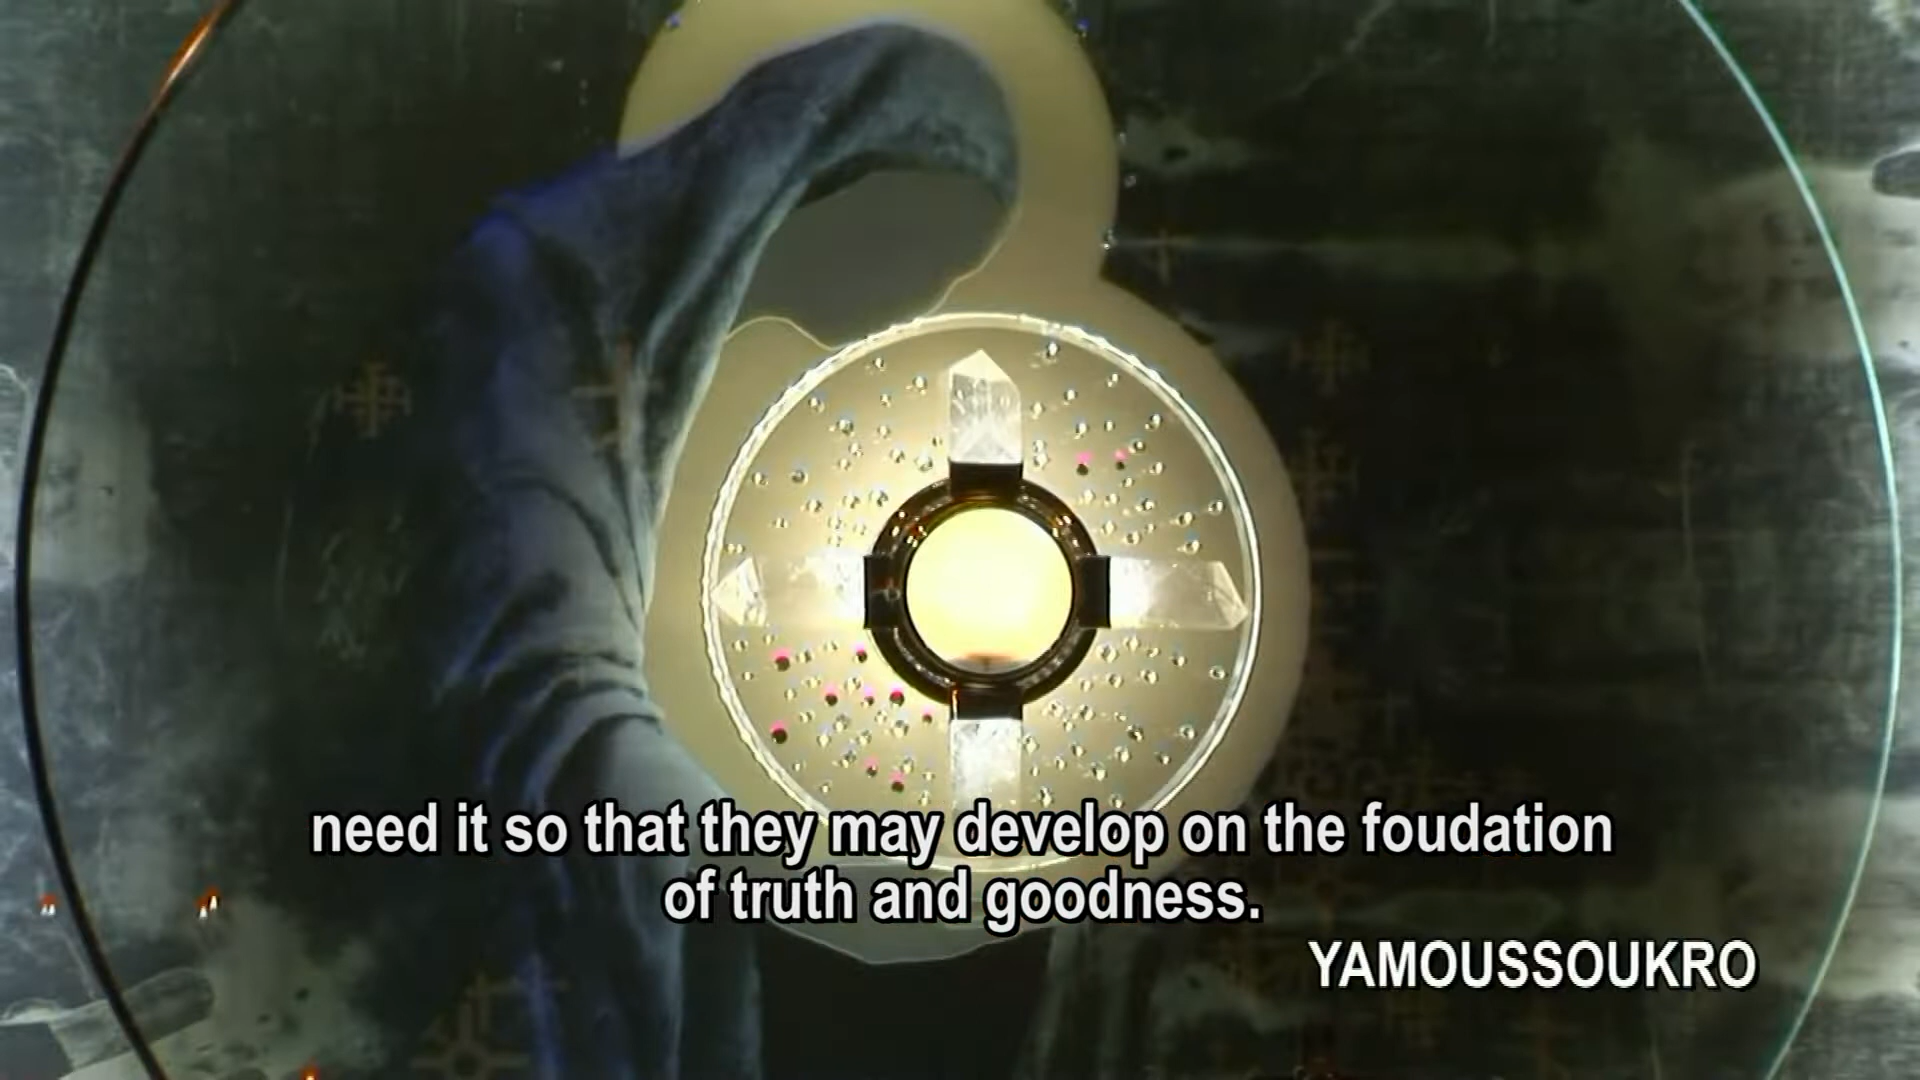 need it so that they may develop on the foudation
of truth and goodness.
YAMOUSSOUKRO